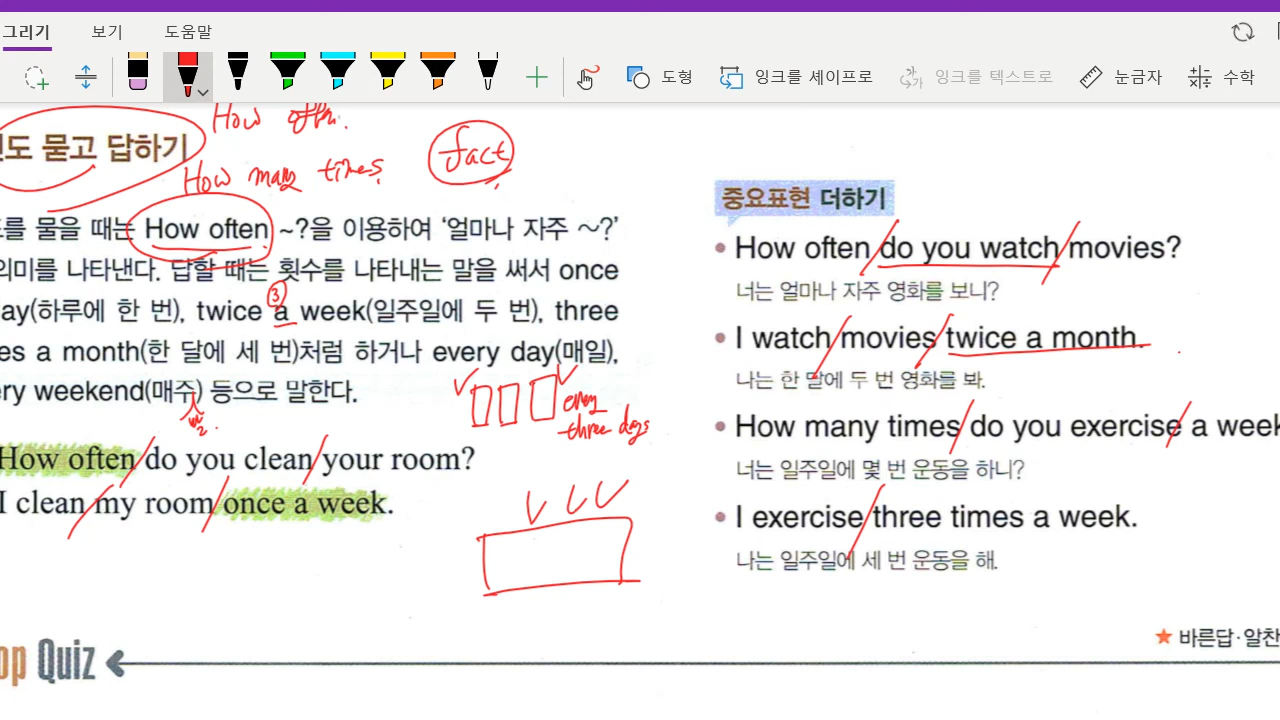 그리기 보기 도움말
도형 잉크를 셰이프로 잉크를 텍스트로 눈금자 수학
How often.
도 묻고 답하기
How many times
fact
를 물을 때는 How often ~?을 이용하여 ‘얼마나 자주 ~?’
의미를 나타낸다. 답할 때는 횟수를 나타내는 말을 써서 once
ay(하루에 한 번), twice a week(일주일에 두 번), three
③
es a month(한 달에 세 번)처럼 하거나 every day(매일),
ry weekend(매주) 등으로 말한다.
every
three days
How often do you clean your room?
I clean my room once a week.
중요표현 더하기
• How often do you watch movies?
너는 얼마나 자주 영화를 보니?
• I watch movies twice a month.
나는 한 달에 두 번 영화를 봐.
• How many times do you exercise a week
너는 일주일에 몇 번 운동을 하니?
• I exercise three times a week.
나는 일주일에 세 번 운동을 해.
op Quiz
★ 바른답·알찬